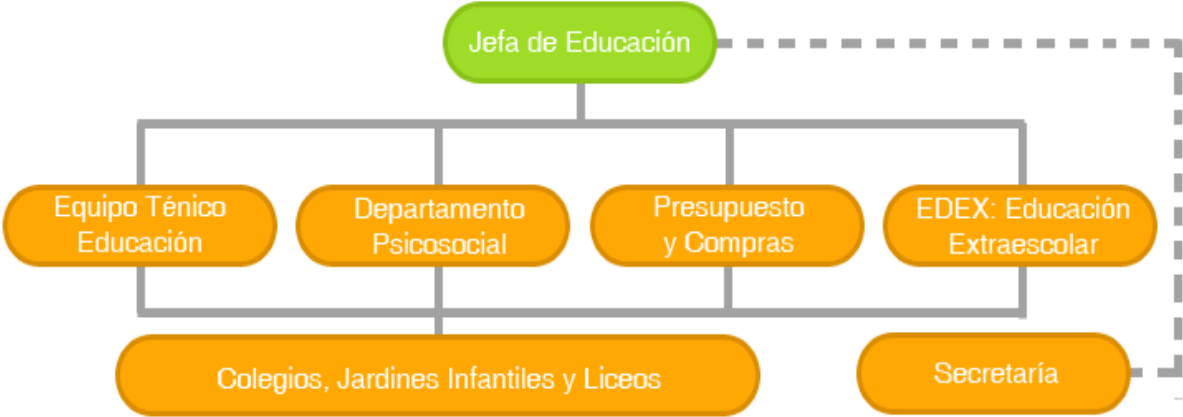 Jefa de Educación
Equipo Ténico
Educación
Departamento
Psicosocial
Presupuesto
y Compras
EDEX: Educación
Extraescolar
Colegios, Jardines Infantiles y Liceos
Secretaría